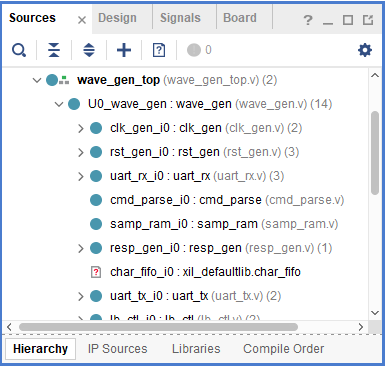 Sources × Design Signals Board ? _ □
0
wave_gen_top (wave_gen_top.v) (2)
U0_wave_gen : wave_gen (wave_gen.v) (14)
clk_gen_i0 : clk_gen (clk_gen.v) (2)
rst_gen_i0 : rst_gen (rst_gen.v) (3)
uart_rx_i0 : uart_rx (uart_rx.v) (3)
cmd_parse_i0 : cmd_parse (cmd_parse.v)
samp_ram_i0 : samp_ram (samp_ram.v)
resp_gen_i0 : resp_gen (resp_gen.v) (1)
? char_fifo_i0 : xil_defaultlib.char_fifo
uart_tx_i0 : uart_tx (uart_tx.v) (2)
Hierarchy IP Sources Libraries Compile Order